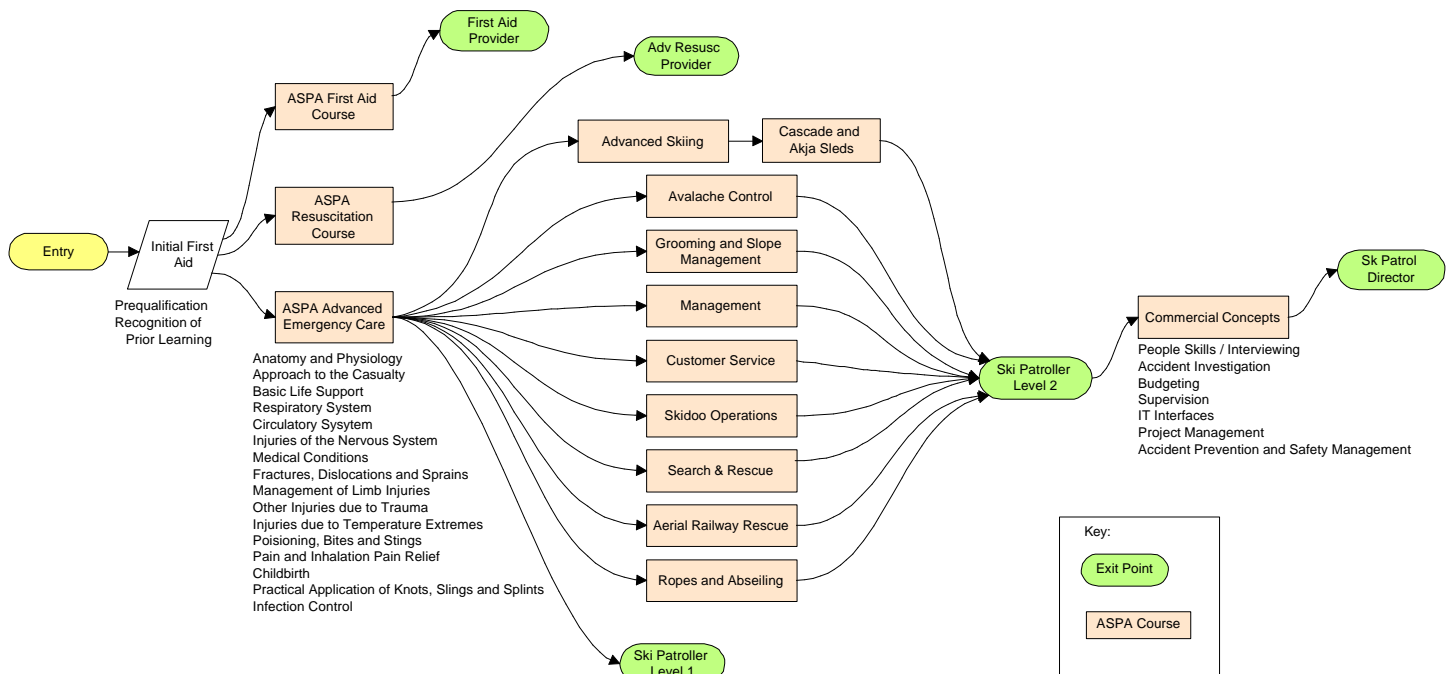 First Aid
Provider
Adv Resusc
Provider
ASPA First Aid
Course
Advanced Skiing
Cascade and
Akja Sleds
ASPA
Resuscitation
Course
Avalache Control
Entry
Initial First
Aid
Grooming and Slope
Management
Sk Patrol
Director
Prequalification
Recognition of
Prior Learning
ASPA Advanced
Emergency Care
Management
Commercial Concepts
Anatomy and Physiology
Approach to the Casualty
Basic Life Support
Respiratory System
Circulatory Sysytem
Injuries of the Nervous System
Medical Conditions
Fractures, Dislocations and Sprains
Management of Limb Injuries
Other Injuries due to Trauma
Injuries due to Temperature Extremes
Poisioning, Bites and Stings
Pain and Inhalation Pain Relief
Childbirth
Practical Application of Knots, Slings and Splints
Infection Control
Customer Service
Skidoo Operations
Search & Rescue
Aerial Railway Rescue
Ropes and Abseiling
Ski Patroller
Level 2
People Skills / Interviewing
Accident Investigation
Budgeting
Supervision
IT Interfaces
Project Management
Accident Prevention and Safety Management
Key:
Exit Point
ASPA Course
Ski Patroller
Level 1